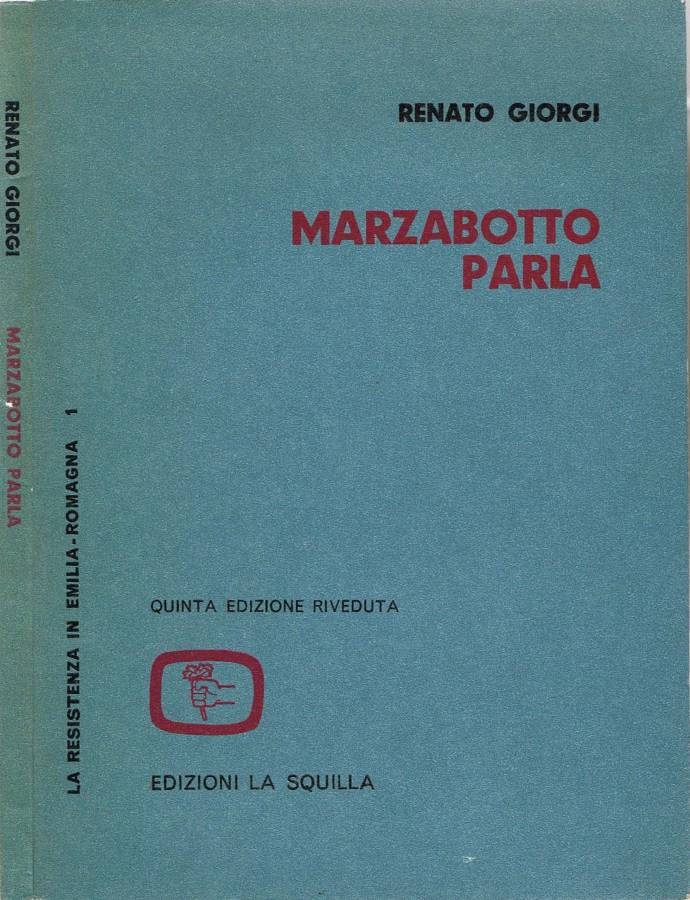 RENATO GIORGI
MARZABOTTO PARLA
LA RESISTENZA IN EMILIA-ROMAGNA 1
RENATO GIORGI
MARZABOTTO
PARLA
QUINTA EDIZIONE RIVEDUTA
EDIZIONI LA SQUILLA